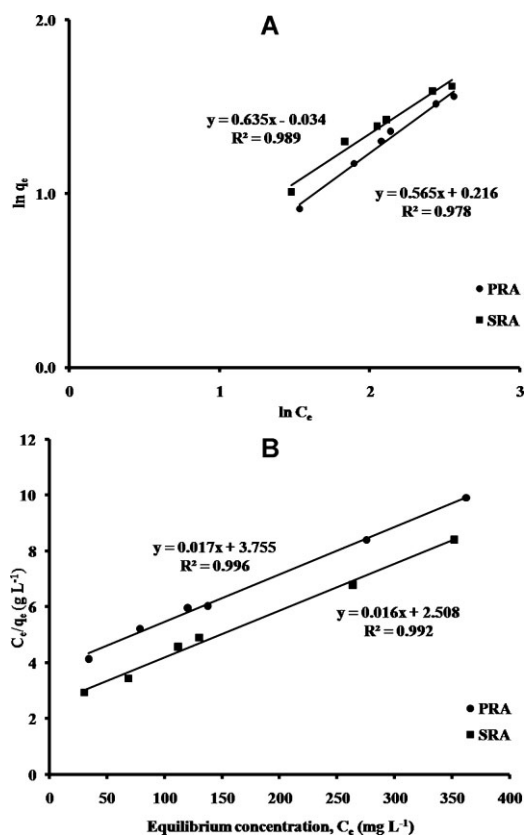 A
2.0
y = 0.635x - 0.034
R² = 0.989
ln qe
1.0
y = 0.565x + 0.216
R² = 0.978
PRA
SRA
0.0
0
1
2
3
ln Ce
B
12
10
y = 0.017x + 3.755
R² = 0.996
8
Ce/qe (g L-1)
6
y = 0.016x + 2.508
R² = 0.992
4
PRA
2
SRA
0
0
50
100
150
200
250
300
350
400
Equilibrium concentration, Ce (mg L-1)